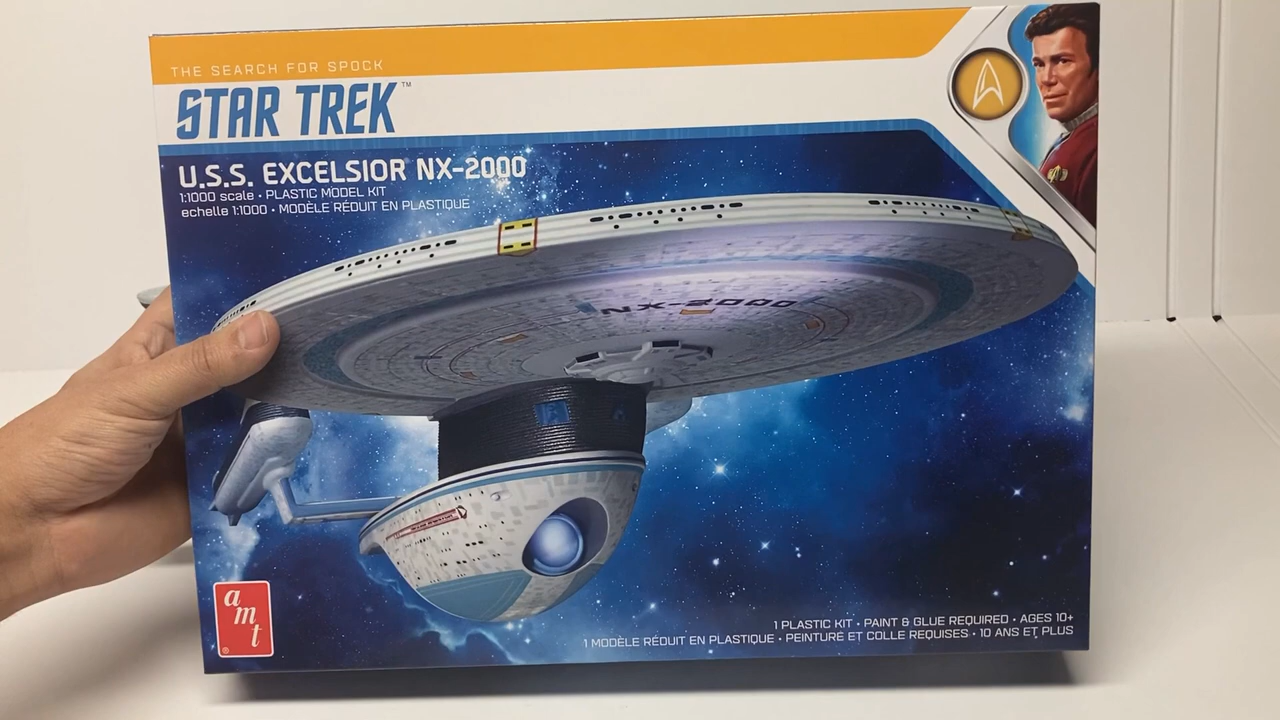 THE SEARCH FOR SPOCK
STAR TREK™
U.S.S. EXCELSIOR NX-2000
1:1000 scale • PLASTIC MODEL KIT
echelle 1:1000 • MODÈLE RÉDUIT EN PLASTIQUE
NX-2000
amt®
1 PLASTIC KIT • PAINT & GLUE REQUIRED • AGES 10+
1 MODÈLE RÉDUIT EN PLASTIQUE • PEINTURE ET COLLE REQUISES • 10 ANS ET PLUS